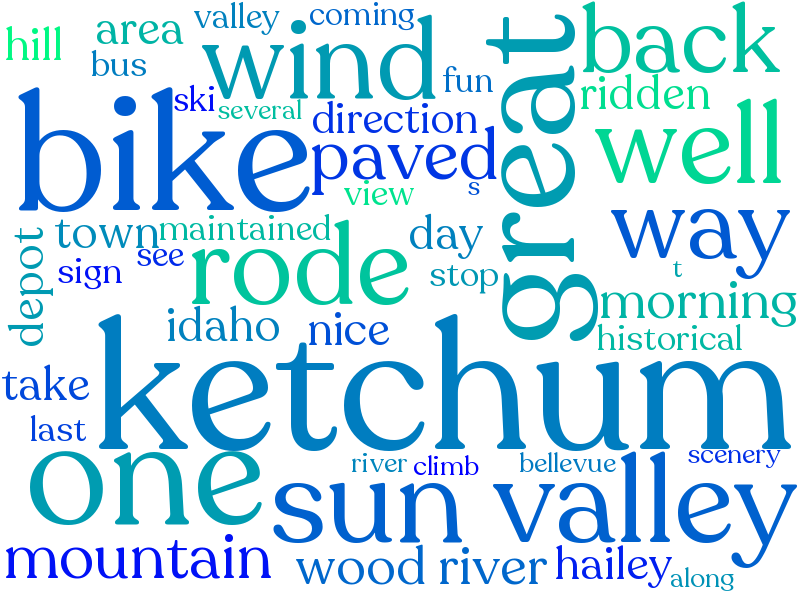 valley coming
hill area wind back
bus fun
ski several ridden
bike direction great well
paved
view s
way
town maintained day
depot sign see rode stop t
morning
idaho nice historical
ketchum
take
last
one river climb bellevue scenery
sun valley
mountain wood river hailey along